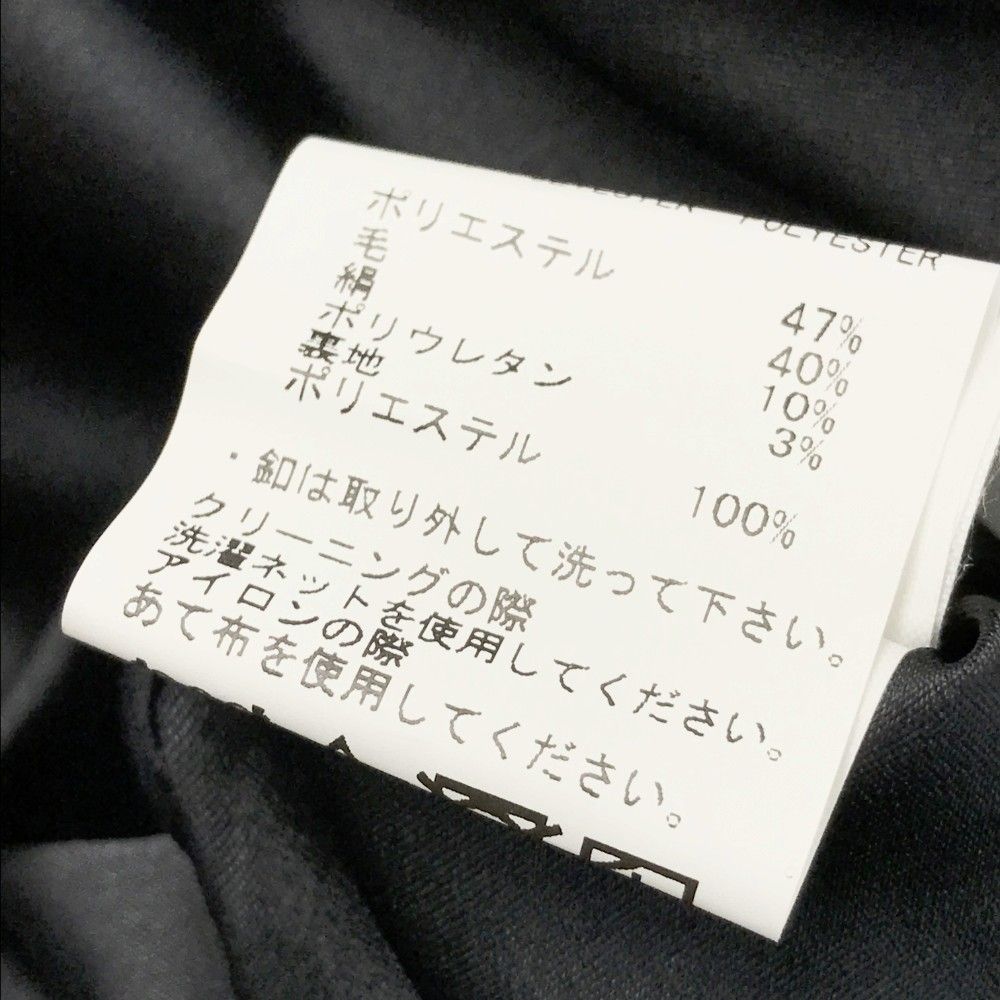 POLYESTER
ポリエステル 47%
毛 40%
絹 10%
ポリウレタン 3%
裏地
ポリエステル 100%
・釦は取り外して洗って下さい。
クリーニングの際
洗濯ネットを使用してください。
アイロンの際
あて布を使用してください。